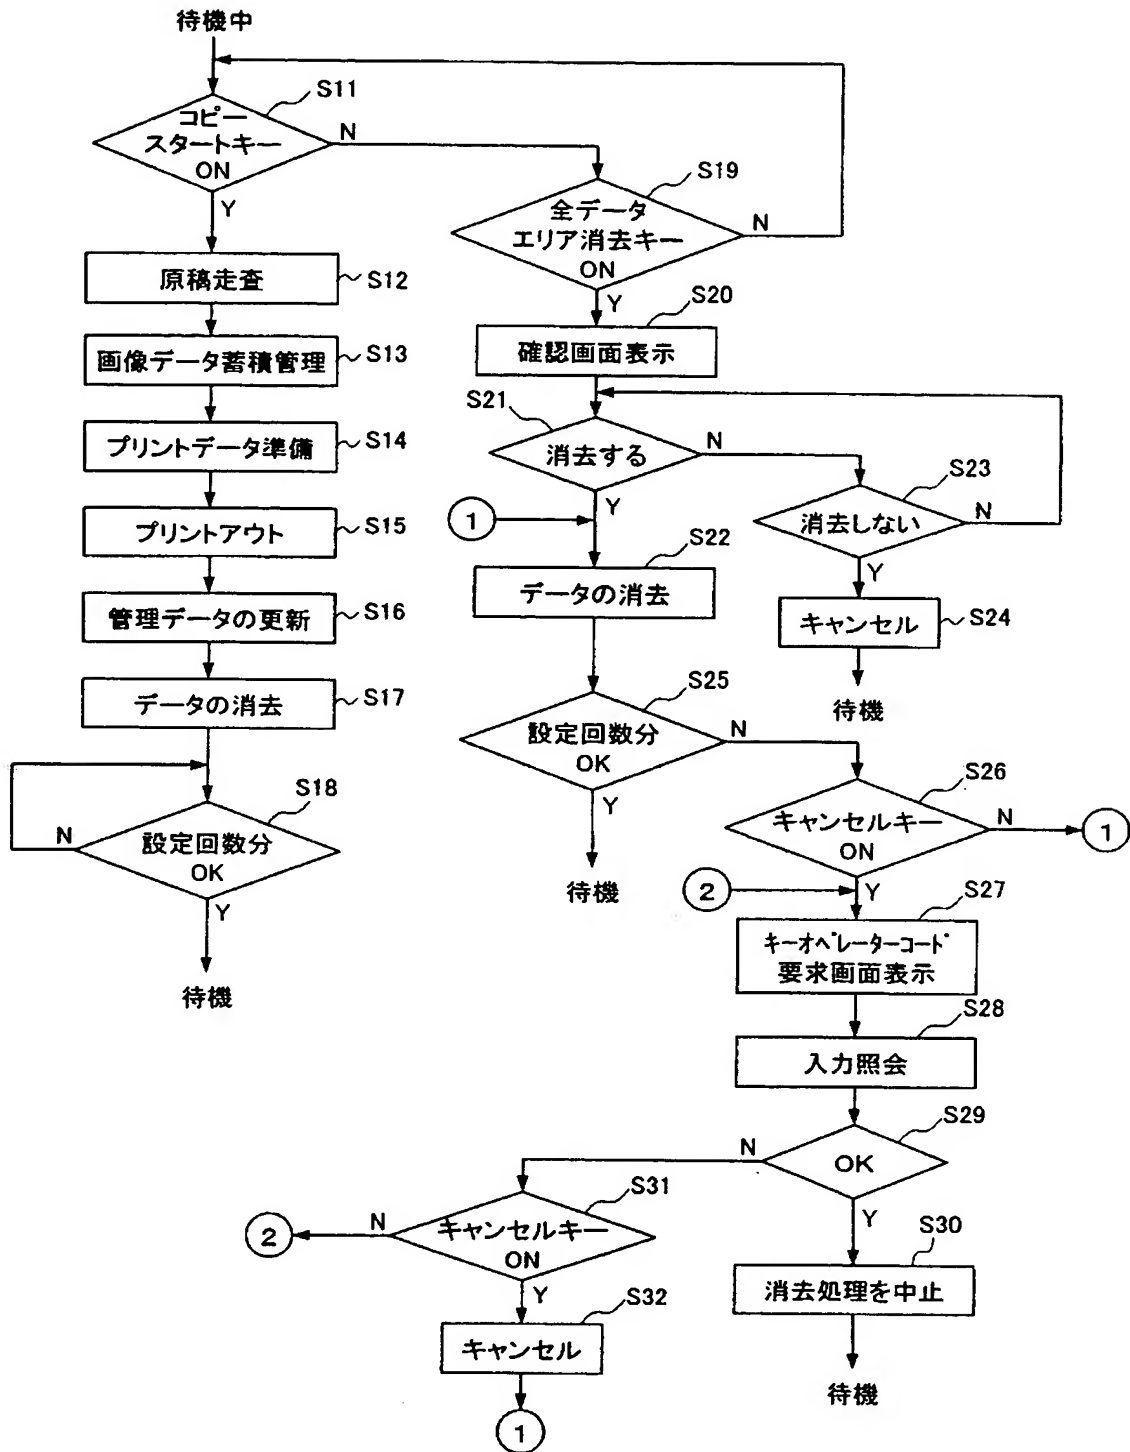 待機中
コピー
スタートキー
ON
S11
N
Y
原稿走査
S12
画像データ蓄積管理
S13
プリントデータ準備
S14
プリントアウト
S15
管理データの更新
S16
データの消去
S17
設定回数分
OK
S18
N
Y
待機
全データ
エリア消去キー
ON
S19
N
Y
確認画面表示
S20
消去する
S21
N
Y
1
データの消去
S22
消去しない
S23
N
Y
キャンセル
S24
待機
設定回数分
OK
S25
N
Y
待機
キャンセルキー
ON
S26
N
1
Y
2
キーオペレーターコード
要求画面表示
S27
入力照会
S28
OK
S29
N
Y
消去処理を中止
S30
待機
キャンセルキー
ON
S31
N
2
Y
キャンセル
S32
1